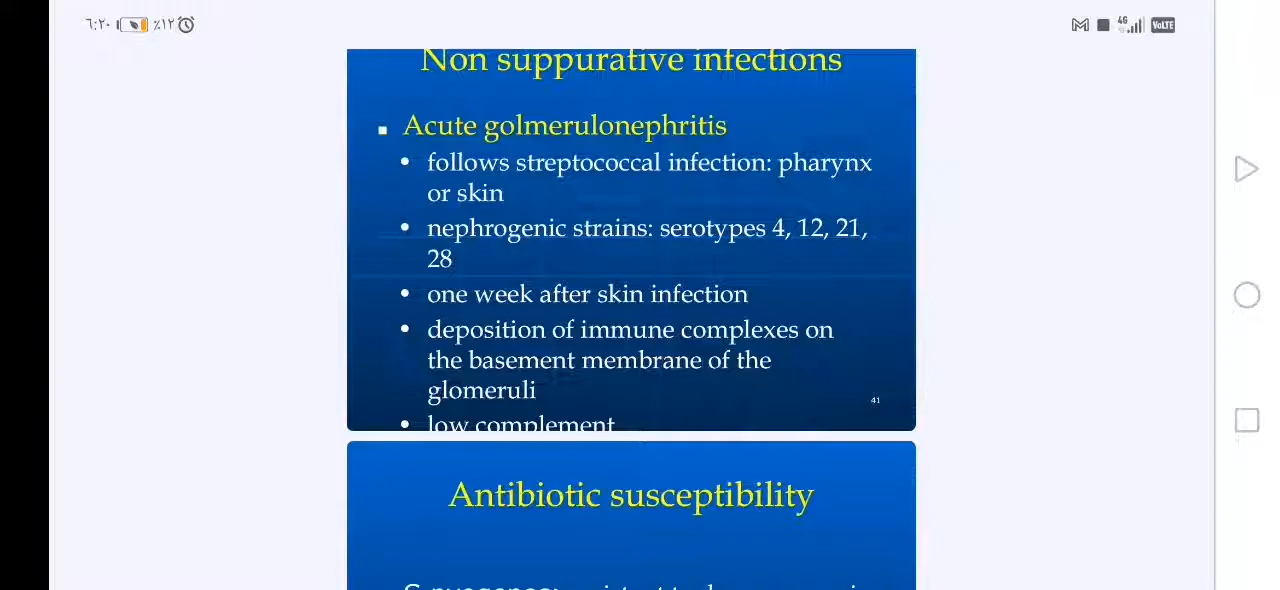 ٦:٢٠ ٪١٢
4G VoLTE
Non suppurative infections
Acute golmerulonephritis
follows streptococcal infection: pharynx
or skin
nephrogenic strains: serotypes 4, 12, 21,
28
one week after skin infection
deposition of immune complexes on
the basement membrane of the
glomeruli
41
low complement
Antibiotic susceptibility